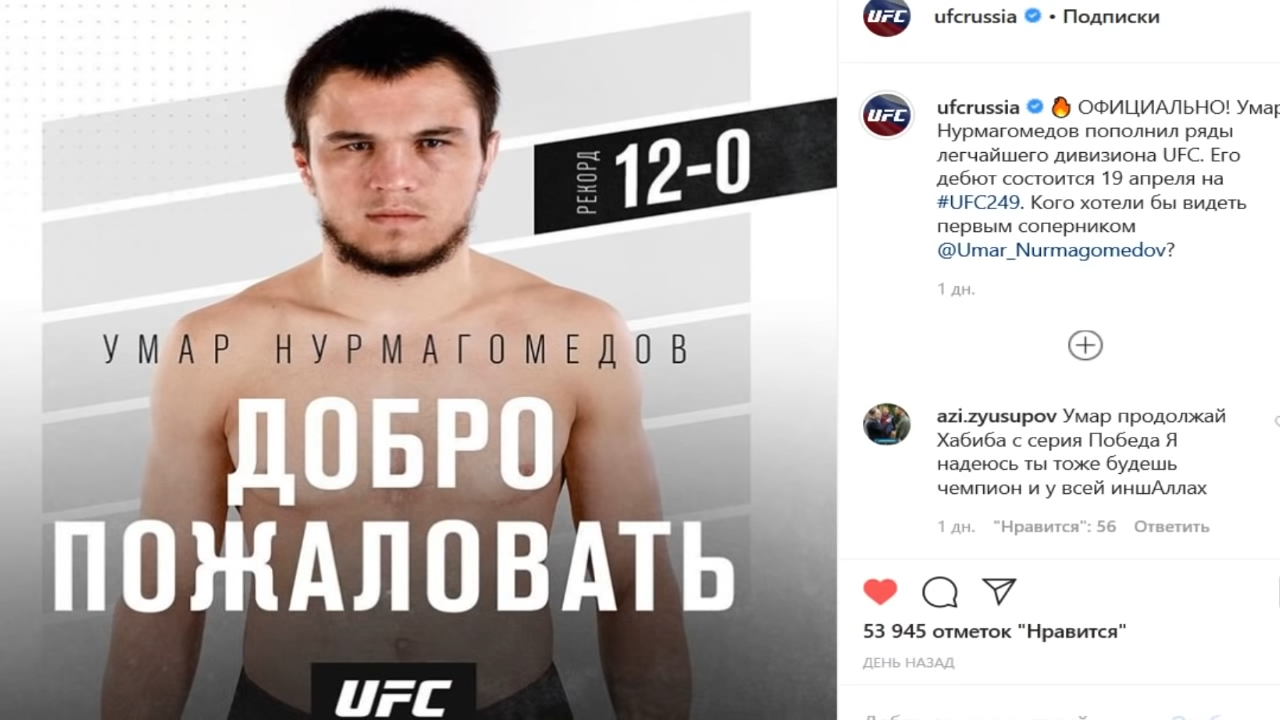 РЕКОРД
12-0
УМАР НУРМАГОМЕДОВ
ДОБРО
ПОЖАЛОВАТЬ
UFC
UFC
ufcrussia • Подписки
UFC
ufcrussia ОФИЦИАЛЬНО! Умар
Нурмагомедов пополнил ряды
легчайшего дивизиона UFC. Его
дебют состоится 19 апреля на
#UFC249. Кого хотели бы видеть
первым соперником
@Umar_Nurmagomedov?
1 дн.
azi.zyusupov Умар продолжай
Хабиба с серия Победа Я
надеюсь ты тоже будешь
чемпион и у всей иншАллах
1 дн. "Нравится": 56 Ответить
53 945 отметок "Нравится"
ДЕНЬ НАЗАД